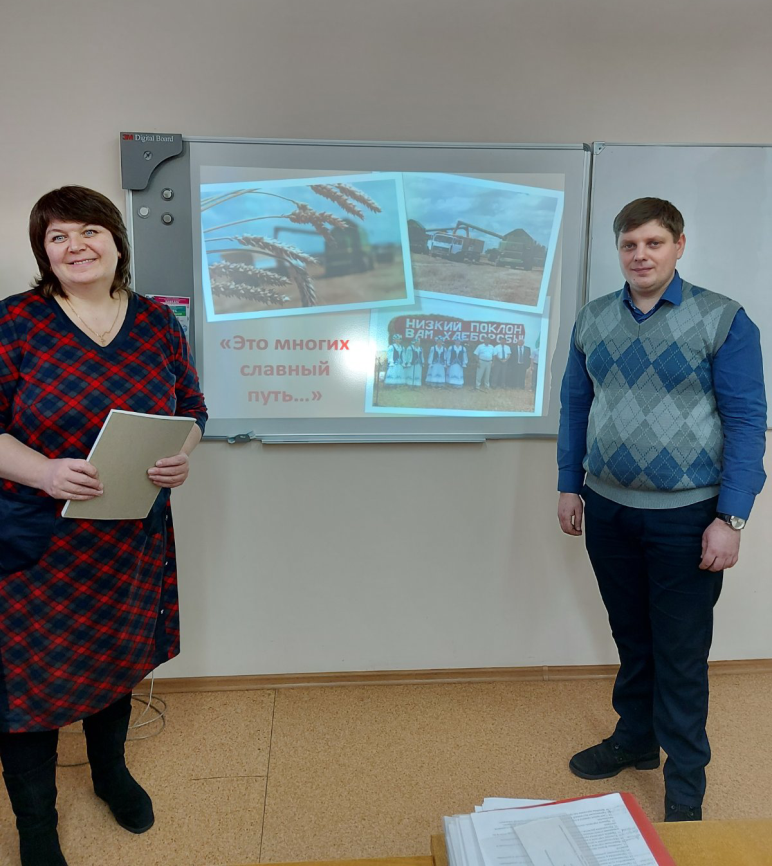 3M Digital Board
НИЗКИЙ ПОКЛОН
ВАМ, ХЛЕБОРОБЫ
«Это многих
славный
путь...»